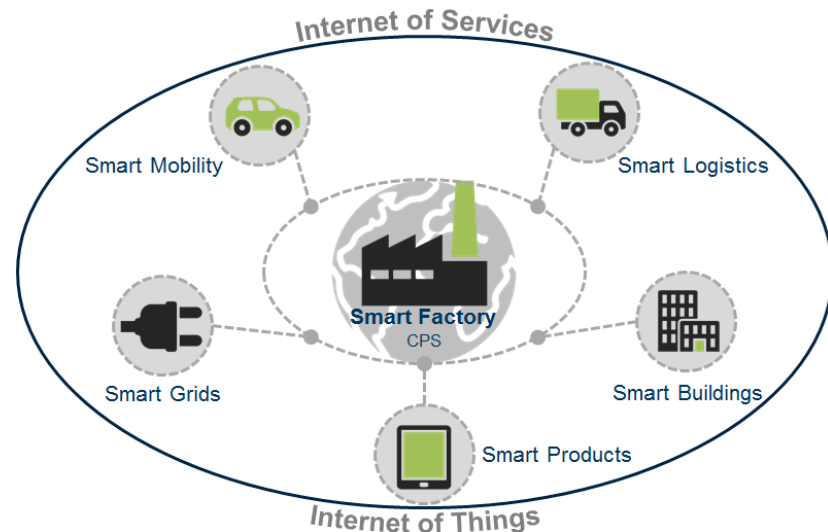 Internet of Services
Smart Mobility
Smart Logistics
Smart Factory
CPS
Smart Grids
Smart Buildings
Smart Products
Internet of Things